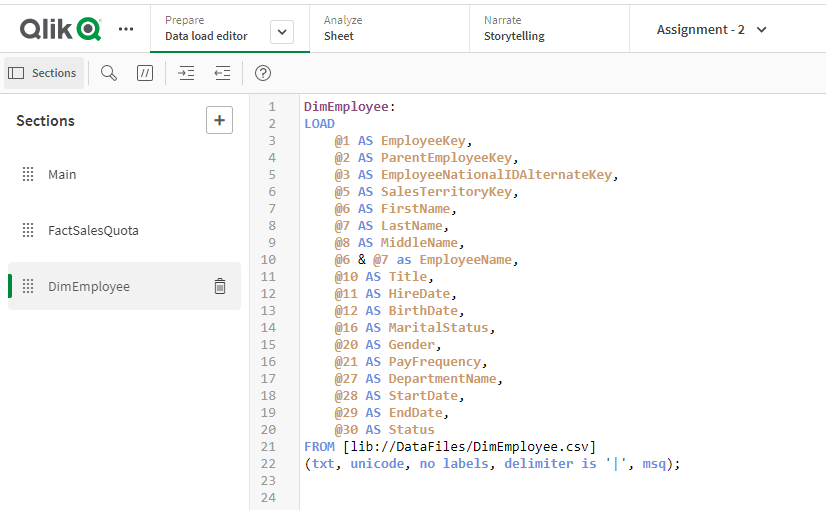 Qlik
Prepare
Data load editor
Analyze
Sheet
Narrate
Storytelling
Assignment - 2
Sections
//
Sections
+
Main
FactSalesQuota
DimEmployee
1 DimEmployee:
2 LOAD
3 @1 AS EmployeeKey,
4 @2 AS ParentEmployeeKey,
5 @3 AS EmployeeNationalIDAlternateKey,
6 @5 AS SalesTerritoryKey,
7 @6 AS FirstName,
8 @7 AS LastName,
9 @8 AS MiddleName,
10 @6 & @7 as EmployeeName,
11 @10 AS Title,
12 @11 AS HireDate,
13 @12 AS BirthDate,
14 @16 AS MaritalStatus,
15 @20 AS Gender,
16 @21 AS PayFrequency,
17 @27 AS DepartmentName,
18 @28 AS StartDate,
19 @29 AS EndDate,
20 @30 AS Status
21 FROM [lib://DataFiles/DimEmployee.csv]
22 (txt, unicode, no labels, delimiter is '|', msq);
23
24